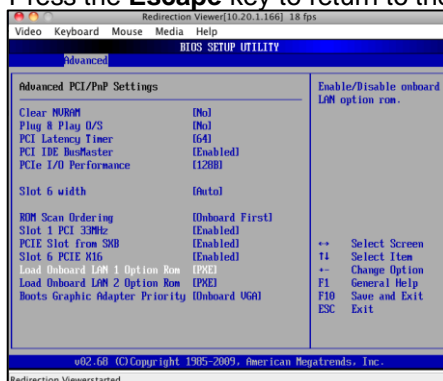 Press the Escape key to return to the
Redirection Viewer[10.20.1.166] 18 fps
Video Keyboard Mouse Media Help
BIOS SETUP UTILITY
Advanced
Advanced PCI/PnP Settings
Enable/Disable onboard
LAN option rom.
Clear NVRAM [No]
Plug & Play O/S [No]
PCI Latency Timer [64]
PCI IDE BusMaster [Enabled]
PCIe I/O Performance [128B]
Slot 6 width [Auto]
ROM Scan Ordering [Onboard First]
Slot 1 PCI 33MHz [Enabled]
PCIE Slot from SXB [Enabled]
Slot 6 PCIE X16 [Enabled]
Load Onboard LAN 1 Option Rom [PXE]
Load Onboard LAN 2 Option Rom [PXE]
Boots Graphic Adapter Priority [Onboard VGA]
↔ Select Screen
↑↓ Select Item
+- Change Option
F1 General Help
F10 Save and Exit
ESC Exit
v02.68 (C)Copyright 1985-2009, American Megatrends, Inc.
Redirection Viewerstarted